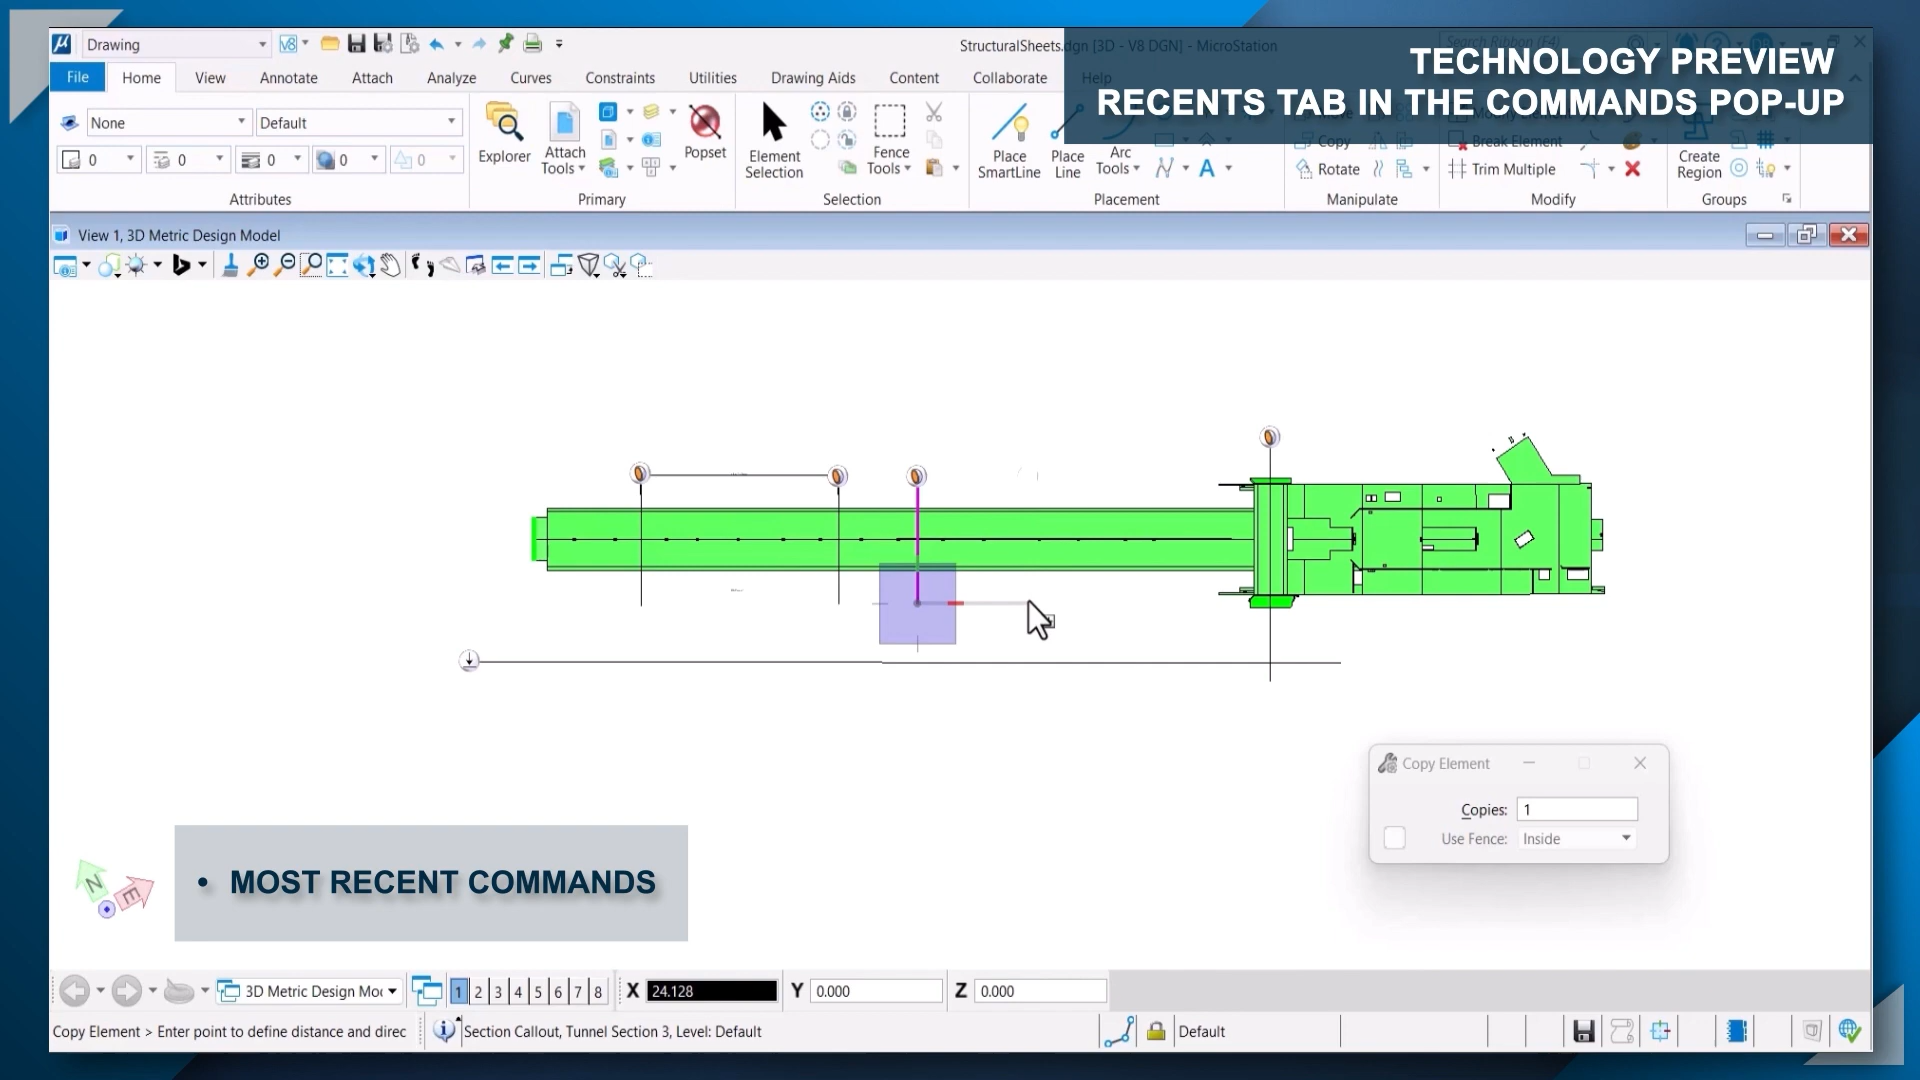 Drawing
StructuralSheets.dgn [3D - V8 DGN] - MicroStation
Search Ribbon (F4)
TECHNOLOGY PREVIEW
RECENTS TAB IN THE COMMANDS POP-UP
File Home View Annotate Attach Analyze Curves Constraints Utilities Drawing Aids Content Collaborate Help
None Default
0 0 0 0 0
Explorer
Attach Tools
Popset
Element Selection
Fence Tools
Place SmartLine
Place Line
Arc Tools
Move
Copy
Rotate
Modify Element
Break Element
Trim Multiple
Create Region
Attributes Primary Selection Placement Manipulate Modify Groups
View 1, 3D Metric Design Model
Copy Element
Copies: 1
Use Fence: Inside
N
E
• MOST RECENT COMMANDS
3D Metric Design Mo
1 2 3 4 5 6 7 8
X 24.128 Y 0.000 Z 0.000
Copy Element > Enter point to define distance and direc
Section Callout, Tunnel Section 3, Level: Default
Default